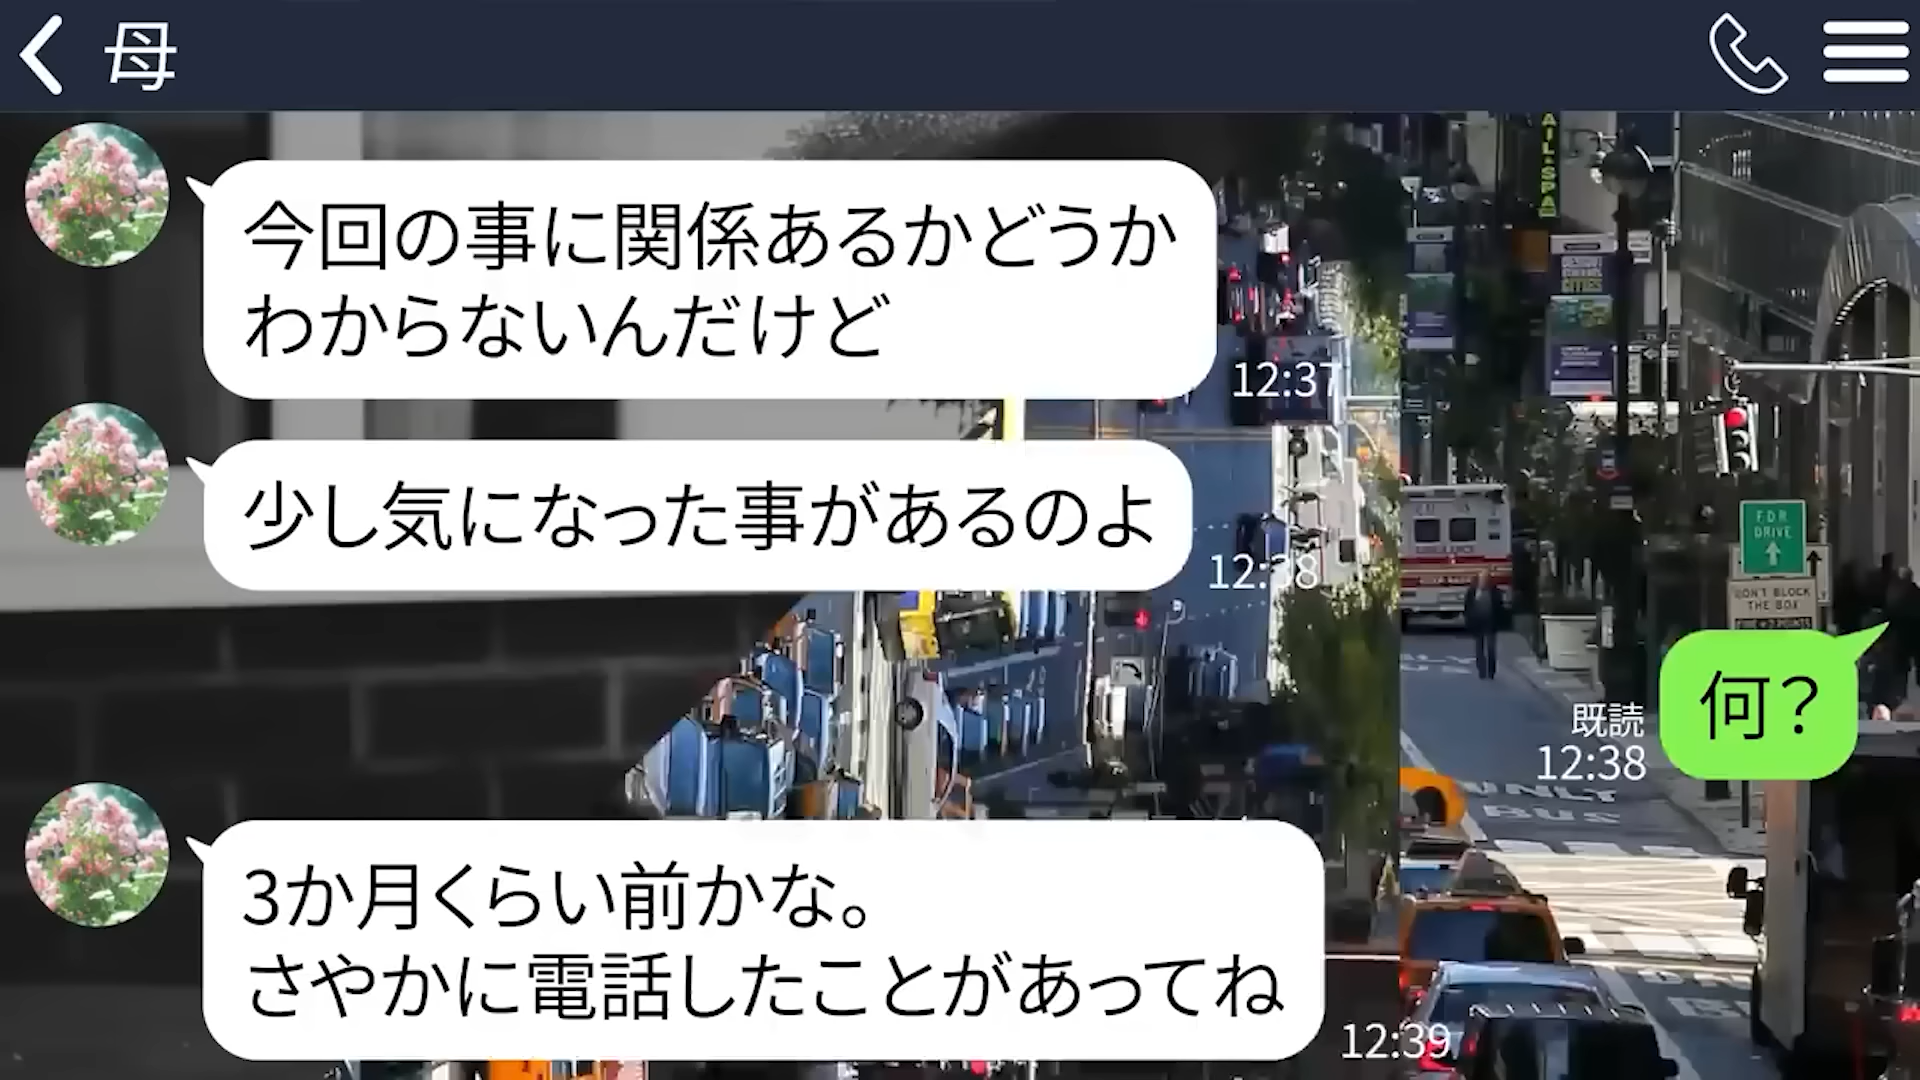 母
今回の事に関係あるかどうか
わからないんだけど
12:37
少し気になった事があるのよ
12:38
AIL & SPA
FDR
DRIVE
DON'T BLOCK
THE BOX
何？
既読
12:38
BUS
3か月くらい前かな。
さやかに電話したことがあってね
12:39